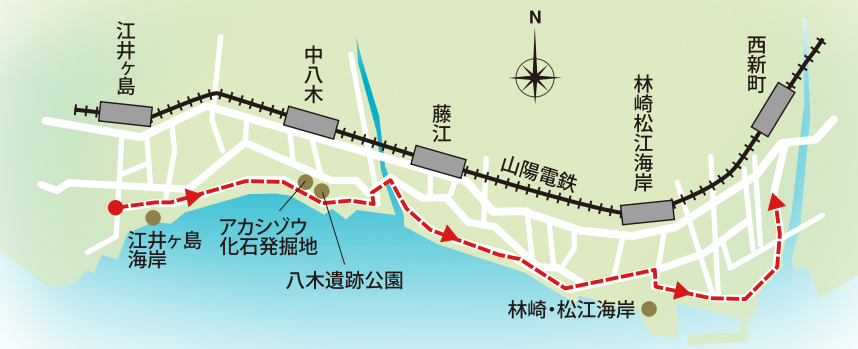 N
江井ヶ島
中八木
藤江
林崎松江海岸
西新町
山陽電鉄
江井ヶ島
海岸
アカシゾウ
化石発掘地
八木遺跡公園
林崎・松江海岸